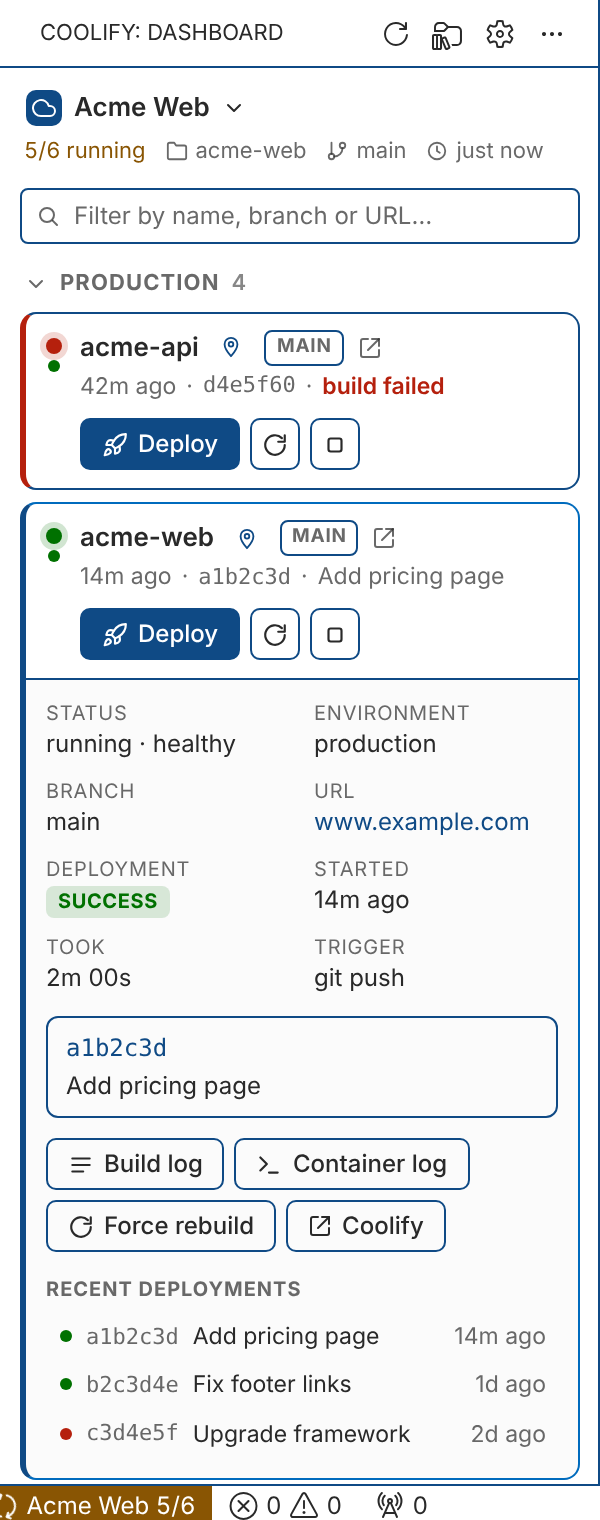 COOLIFY: DASHBOARD
Acme Web
5/6 running acme-web main just now
Filter by name, branch or URL...
PRODUCTION 4
acme-api MAIN
42m ago · d4e5f60 · build failed
Deploy
acme-web MAIN
14m ago · a1b2c3d · Add pricing page
Deploy
STATUS ENVIRONMENT
running · healthy production
BRANCH URL
main www.example.com
DEPLOYMENT STARTED
SUCCESS 14m ago
TOOK TRIGGER
2m 00s git push
a1b2c3d
Add pricing page
Build log Container log
Force rebuild Coolify
RECENT DEPLOYMENTS
a1b2c3d Add pricing page 14m ago
b2c3d4e Fix footer links 1d ago
c3d4e5f Upgrade framework 2d ago
Acme Web 5/6 0 0 0